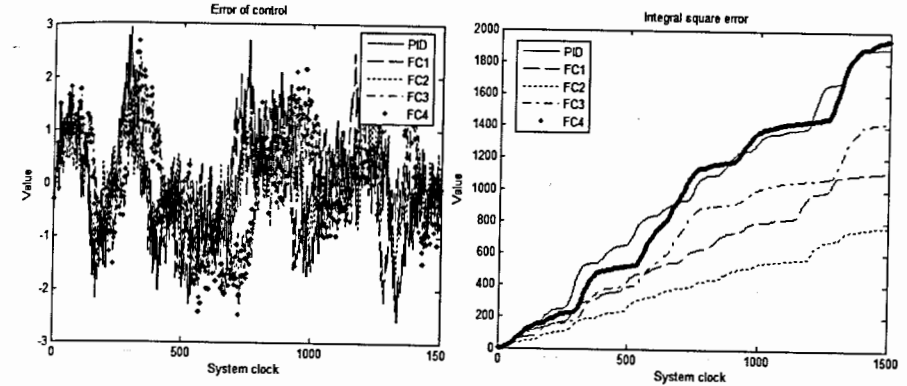 Error of control
3
2
1
0
-1
-2
-3
Value
0
500
1000
1500
System clock
PID
FC1
FC2
FC3
FC4
Integral square error
2000
1800
1600
1400
1200
1000
800
600
400
200
0
Value
0
500
1000
1500
System clock
PID
FC1
FC2
FC3
FC4